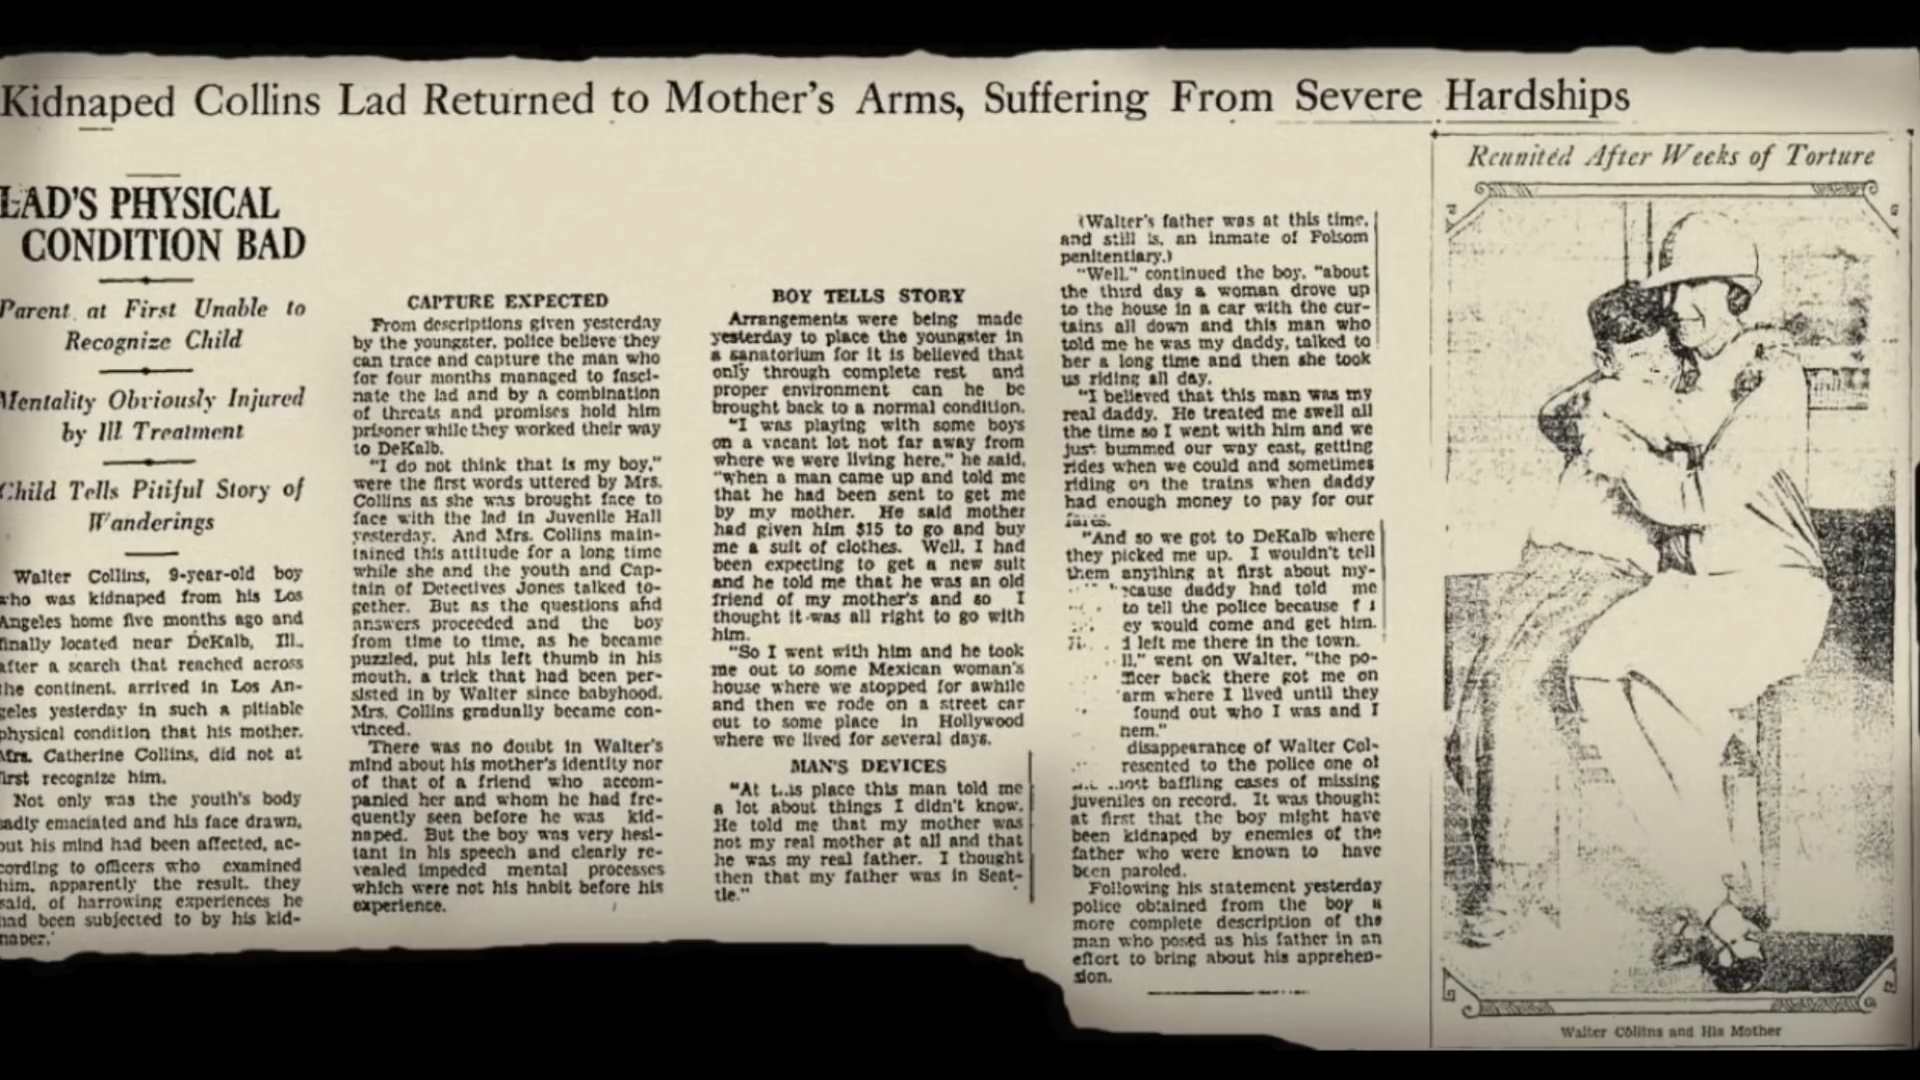 Kidnaped Collins Lad Returned to Mother's Arms, Suffering From Severe Hardships
LAD'S PHYSICAL
CONDITION BAD
Parent at First Unable to
Recognize Child
Mentality Obviously Injured
by Ill Treatment
Child Tells Pitiful Story of
Wanderings
Walter Collins, 9-year-old boy
who was kidnaped from his Los
Angeles home five months ago and
finally located near DeKalb, Ill.,
after a search that reached across
the continent, arrived in Los An-
geles yesterday in such a pitiable
physical condition that his mother,
Mrs. Catherine Collins, did not at
first recognize him.
Not only was the youth's body
sadly emaciated and his face drawn,
but his mind had been affected, ac-
cording to officers who examined
him, apparently the result, they
said, of harrowing experiences he
had been subjected to by his kid-
naper.
CAPTURE EXPECTED
From descriptions given yesterday
by the youngster, police believe they
can trace and capture the man who
for four months managed to fasci-
nate the lad and by a combination
of threats and promises hold him
prisoner while they worked their way
to DeKalb.
"I do not think that is my boy,"
were the first words uttered by Mrs.
Collins as she was brought face to
face with the lad in Juvenile Hall
yesterday. And Mrs. Collins main-
tained this attitude for a long time
while she and the youth and Cap-
tain of Detectives Jones talked to-
gether. But as the questions and
answers proceeded and the boy
from time to time, as he became
puzzled, put his left thumb in his
mouth, a trick that had been per-
sisted in by Walter since babyhood,
Mrs. Collins gradually became con-
vinced.
There was no doubt in Walter's
mind about his mother's identity nor
of that of a friend who accom-
panied her and whom he had fre-
quently seen before he was kid-
naped. But the boy was very hesi-
tant in his speech and clearly re-
vealed impeded mental processes
which were not his habit before his
experience.
BOY TELLS STORY
Arrangements were being made
yesterday to place the youngster in
a sanatorium for it is believed that
only through complete rest and
proper environment can he be
brought back to a normal condition.
"I was playing with some boys
on a vacant lot not far away from
where we were living here," he said,
"when a man came up and told me
that he had been sent to get me
by my mother. He said mother
had given him $15 to go and buy
me a suit of clothes. Well, I had
been expecting to get a new suit
and he told me that he was an old
friend of my mother's and so I
thought it was all right to go with
him.
"So I went with him and he took
me out to some Mexican woman's
house where we stopped for awhile
and then we rode on a street car
out to some place in Hollywood
where we lived for several days.
MAN'S DEVICES
"At this place this man told me
a lot about things I didn't know.
He told me that my mother was
not my real mother at all and that
he was my real father. I thought
then that my father was in Seat-
tle."
(Walter's father was at this time,
and still is, an inmate of Folsom
penitentiary.)
"Well," continued the boy, "about
the third day a woman drove up
to the house in a car with the cur-
tains all down and this man who
told me he was my daddy, talked to
her a long time and then she took
us riding all day.
"I believed that this man was my
real daddy. He treated me swell all
the time so I went with him and we
just bummed our way east, getting
rides when we could and sometimes
riding on the trains when daddy
had enough money to pay for our
fares.
"And so we got to DeKalb where
they picked me up. I wouldn't tell
them anything at first about my-
daddy had told me
to tell the police because
would come and get him.
left me there in the town.
went on Walter, "the po-
back there got me on
where I lived until they
found out who I was and I
disappearance of Walter Col-
to the police one of
baffling cases of missing
juveniles on record. It was thought
at first that the boy might have
been kidnaped by enemies of the
father who were known to have
been paroled.
Following his statement yesterday
police obtained from the boy a
more complete description of the
man who posed as his father in an
effort to bring about his apprehen-
sion.
Reunited After Weeks of Torture
Walter Collins and His Mother